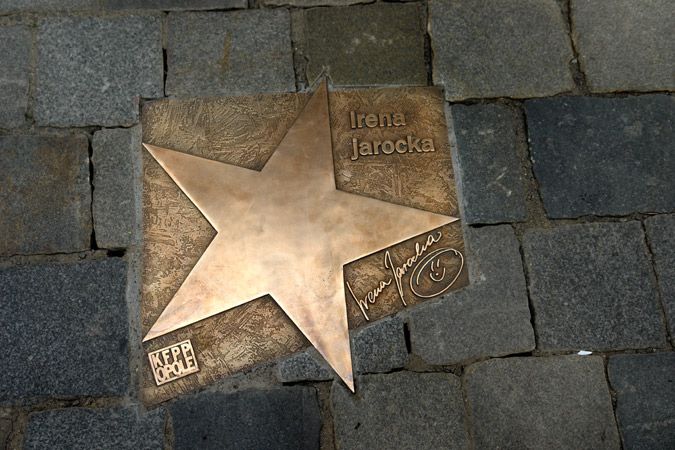 Irena
Jarocka
Irena Jarocka
KFPP
OPOLE